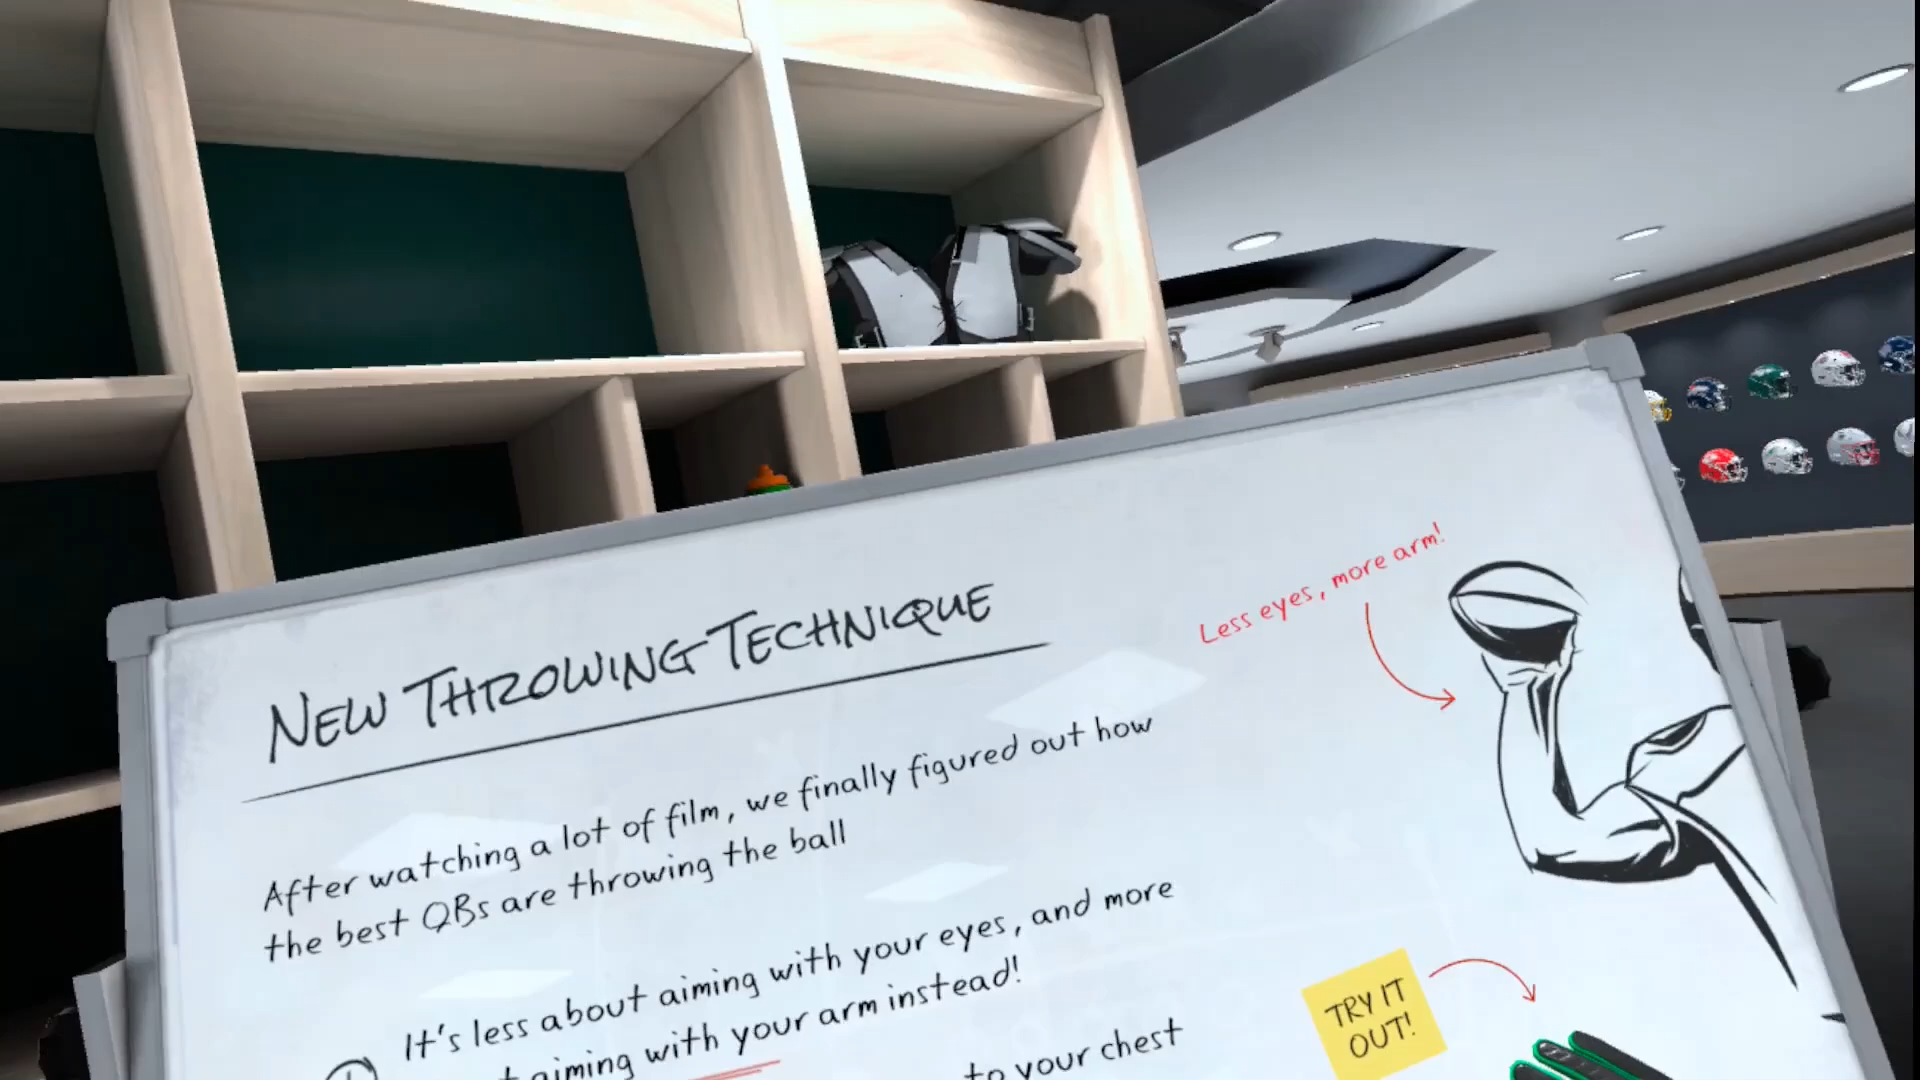 NEW THROWING TECHNIQUE
Less eyes, more arm!
After watching a lot of film, we finally figured out how
the best QBs are throwing the ball
It's less about aiming with your eyes, and more
aiming with your arm instead!
to your chest
TRY IT
OUT!